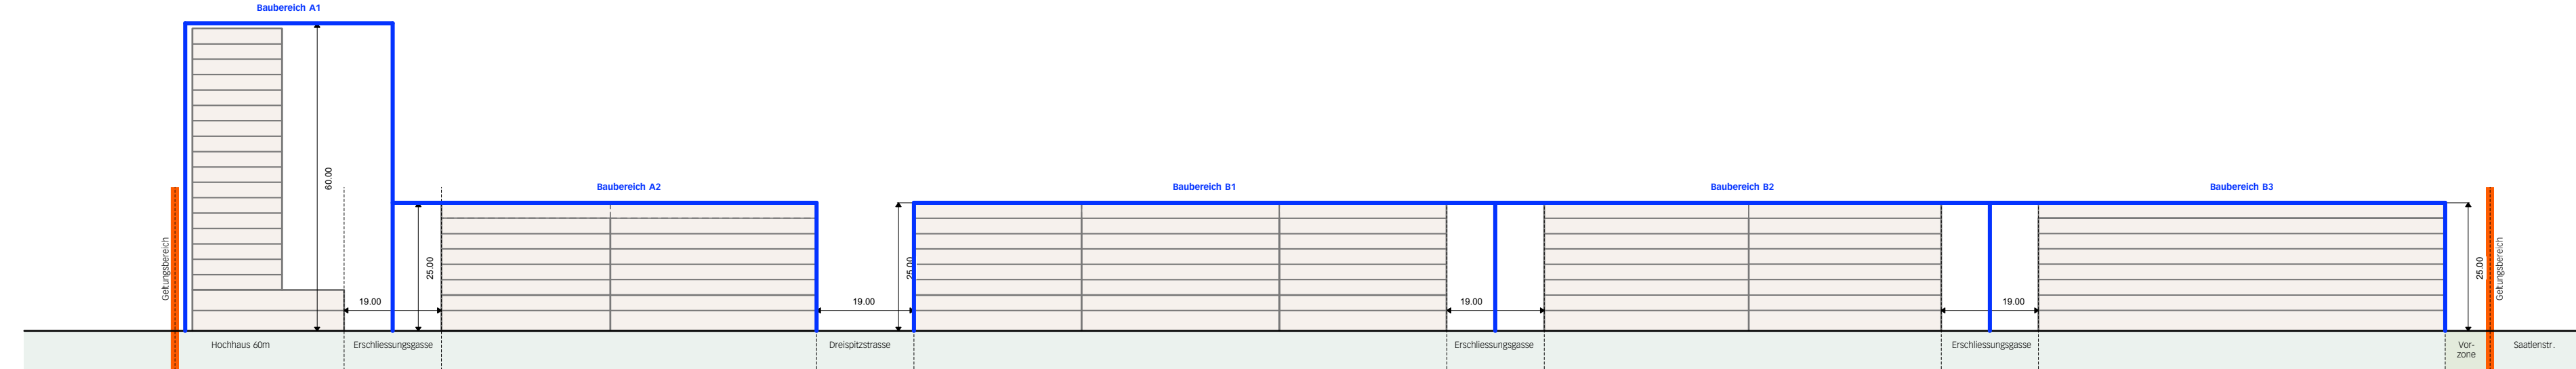 Baubereich A1
60.00
Baubereich A2
Baubereich B1
Baubereich B2
Baubereich B3
Geltungsbereich
25.00
25.00
25.00
Geltungsbereich
19.00
19.00
19.00
19.00
Hochhaus 60m
Erschliessungsgasse
Dreispitzstrasse
Erschliessungsgasse
Erschliessungsgasse
Vor-
zone
Saatlenstr.